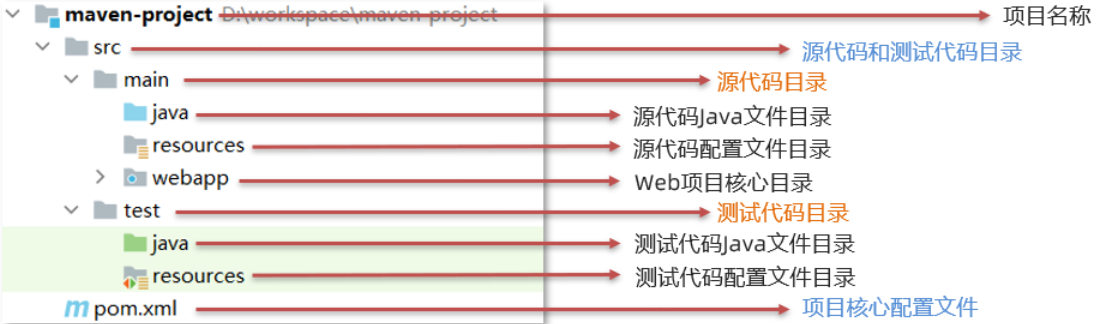 maven-project D:\workspace\maven-project 项目名称
src 源代码和测试代码目录
main 源代码目录
java 源代码Java文件目录
resources 源代码配置文件目录
webapp Web项目核心目录
test 测试代码目录
java 测试代码Java文件目录
resources 测试代码配置文件目录
pom.xml 项目核心配置文件